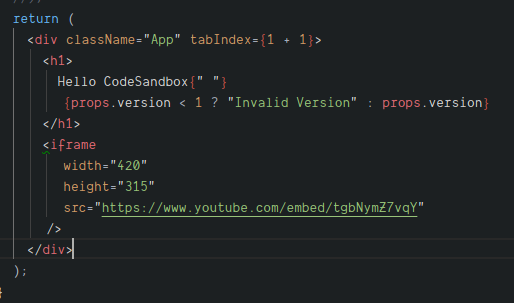 return (
<div className="App" tabIndex={1 + 1}>
<h1>
Hello CodeSandbox{" "}
{props.version < 1 ? "Invalid Version" : props.version}
</h1>
<iframe
width="420"
height="315"
src="https://www.youtube.com/embed/tgbNymZ7vqY"
/>
</div>
);
}